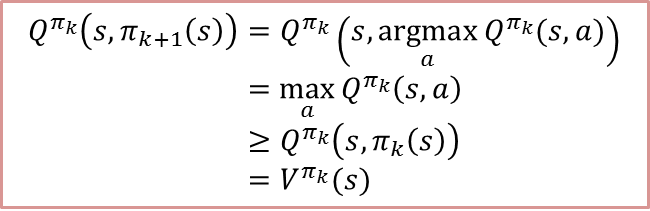 Q^{π_k}(s, π_{k+1}(s)) = Q^{π_k}(s, argmax_a Q^{π_k}(s, a))
= max_a Q^{π_k}(s, a)
≥ Q^{π_k}(s, π_k(s))
= V^{π_k}(s)